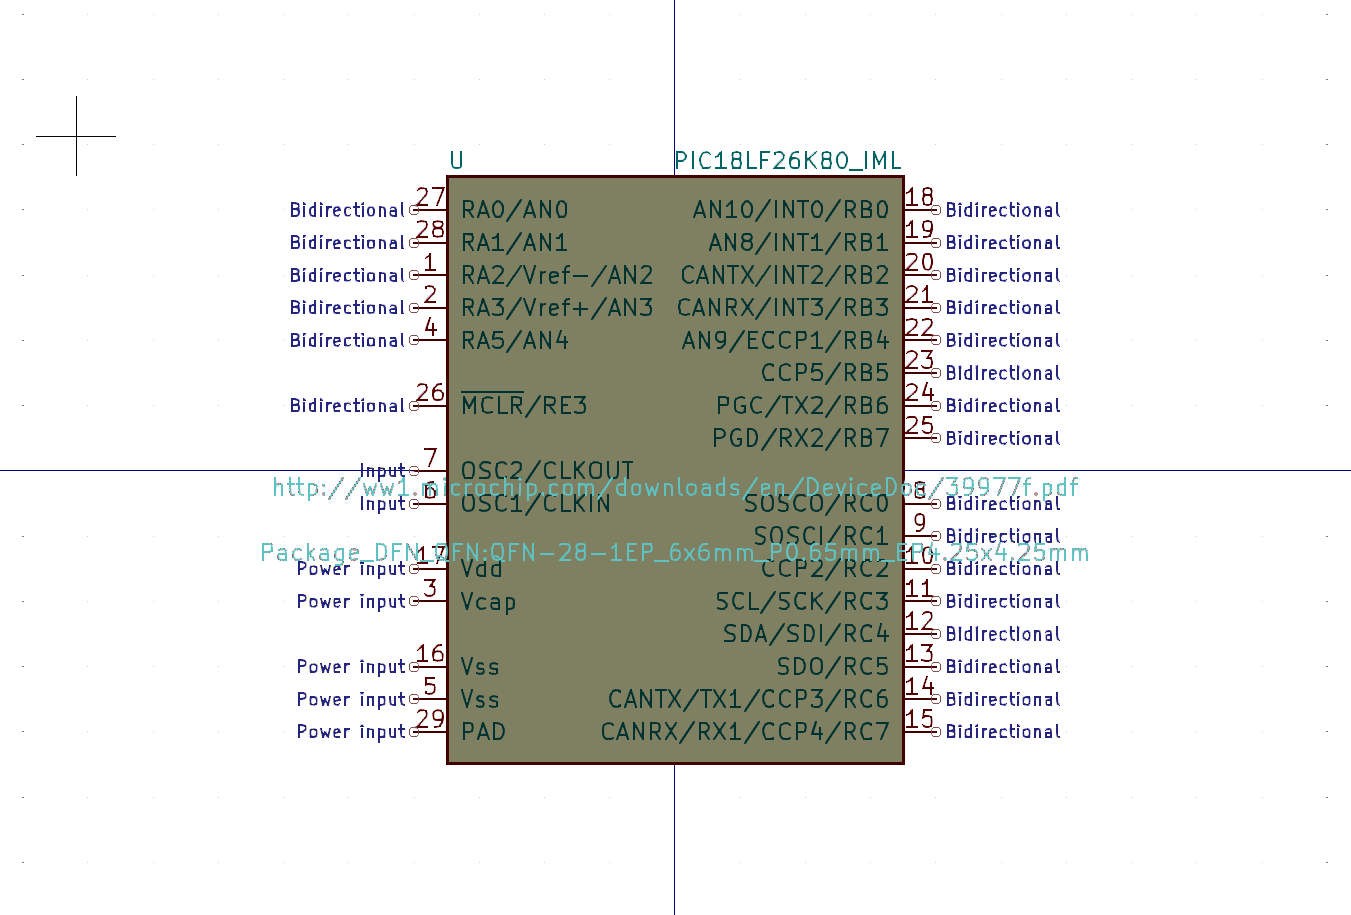 U PIC18LF26K80_IML
Bidirectional 27 RA0/AN0 AN10/INT0/RB0 18 Bidirectional
Bidirectional 28 RA1/AN1 AN8/INT1/RB1 19 Bidirectional
Bidirectional 1 RA2/Vref-/AN2 CANTX/INT2/RB2 20 Bidirectional
Bidirectional 2 RA3/Vref+/AN3 CANRX/INT3/RB3 21 Bidirectional
Bidirectional 4 RA5/AN4 AN9/ECCP1/RB4 22 Bidirectional
CCP5/RB5 23 Bidirectional
Bidirectional 26 MCLR/RE3 PGC/TX2/RB6 24 Bidirectional
PGD/RX2/RB7 25 Bidirectional
Input 7 OSC2/CLKOUT
http://ww1.microchip.com/downloads/en/DeviceDoc/39977f.pdf
Input 6 OSC1/CLKIN SOSCO/RC0 8 Bidirectional
SOSCI/RC1 9 Bidirectional
Package_DFN_QFN:QFN-28-1EP_6x6mm_P0.65mm_EP4.25x4.25mm
Power input 17 Vdd CCP2/RC2 10 Bidirectional
Power input 3 Vcap SCL/SCK/RC3 11 Bidirectional
SDA/SDI/RC4 12 Bidirectional
Power input 16 Vss SDO/RC5 13 Bidirectional
Power input 5 Vss CANTX/TX1/CCP3/RC6 14 Bidirectional
Power input 29 PAD CANRX/RX1/CCP4/RC7 15 Bidirectional